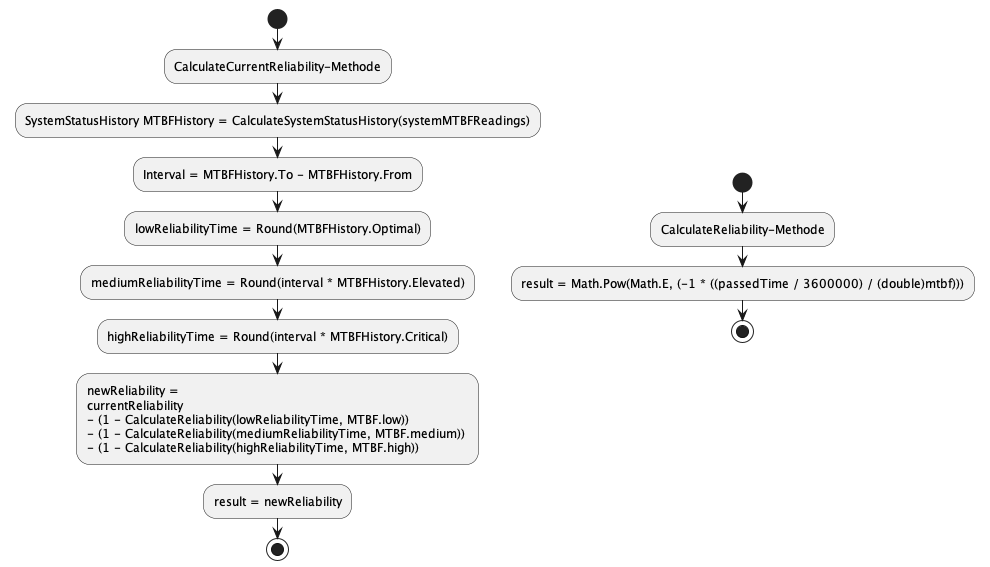 CalculateCurrentReliability-Methode
SystemStatusHistory MTBFHistory = CalculateSystemStatusHistory(systemMTBFReadings)
Interval = MTBFHistory.To - MTBFHistory.From
lowReliabilityTime = Round(MTBFHistory.Optimal)
mediumReliabilityTime = Round(interval * MTBFHistory.Elevated)
highReliabilityTime = Round(interval * MTBFHistory.Critical)
newReliability =
currentReliability
- (1 - CalculateReliability(lowReliabilityTime, MTBF.low))
- (1 - CalculateReliability(mediumReliabilityTime, MTBF.medium))
- (1 - CalculateReliability(highReliabilityTime, MTBF.high))
result = newReliability
CalculateReliability-Methode
result = Math.Pow(Math.E, (-1 * ((passedTime / 3600000) / (double)mtbf)))